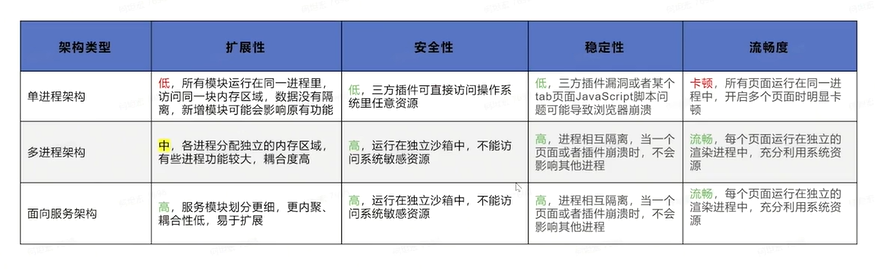 架构类型 扩展性 安全性 稳定性 流畅度
单进程架构
低，所有模块运行在同一进程里，
访问同一块内存区域，数据没有隔
离，新增模块可能会影响原有功能
低，三方插件可直接访问操作系
统里任意资源
低，三方插件漏洞或者某个
tab页面JavaScript脚本问
题可能导致浏览器崩溃
卡顿，所有页面运行在同一进
程中，开启多个页面时明显卡
顿
多进程架构
中，各进程分配独立的内存区域，
有些进程功能较大，耦合度高
高，运行在独立沙箱中，不能访
问系统敏感资源
高，进程相互隔离，当一个
页面或者插件崩溃时，不会
影响其他进程
流畅，每个页面运行在独立的
渲染进程中，充分利用系统资
源
面向服务架构
高，服务模块划分更细，更内聚、
耦合性低，易于扩展
高，运行在独立沙箱中，不能访
问系统敏感资源
高，进程相互隔离，当一个
页面或者插件崩溃时，不会
影响其他进程
流畅，每个页面运行在独立的
渲染进程中，充分利用系统资
源